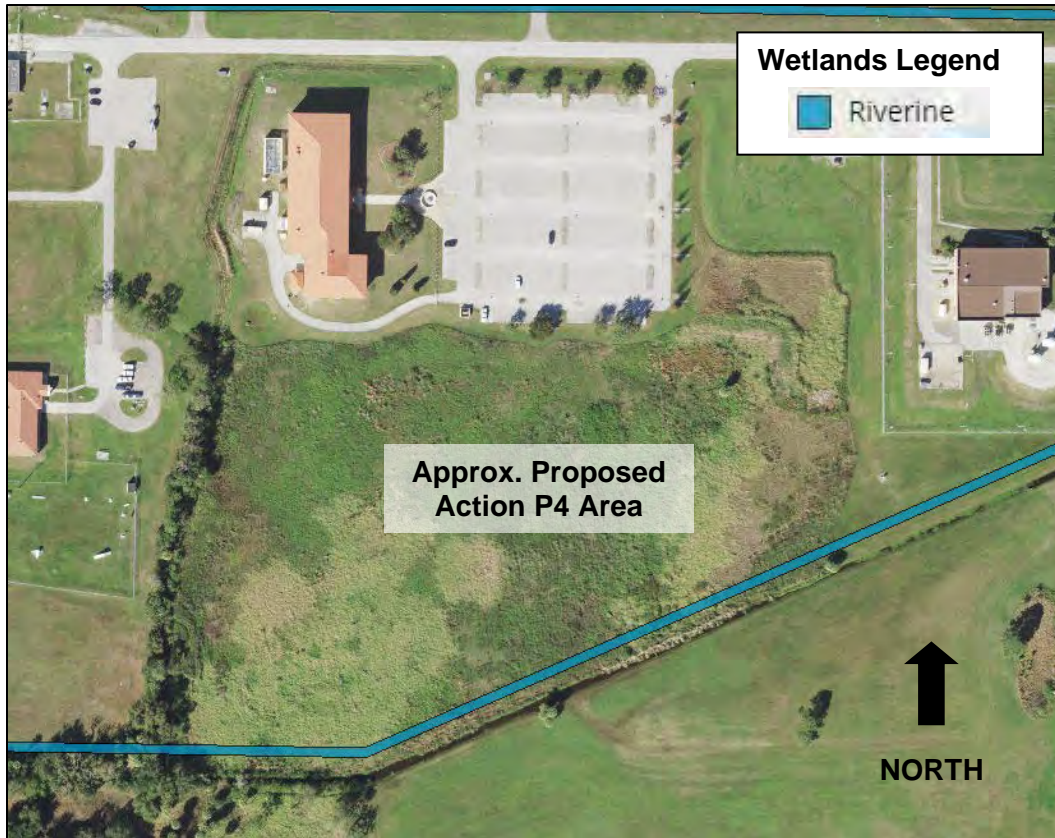 Wetlands Legend
Riverine
Approx. Proposed
Action P4 Area
NORTH